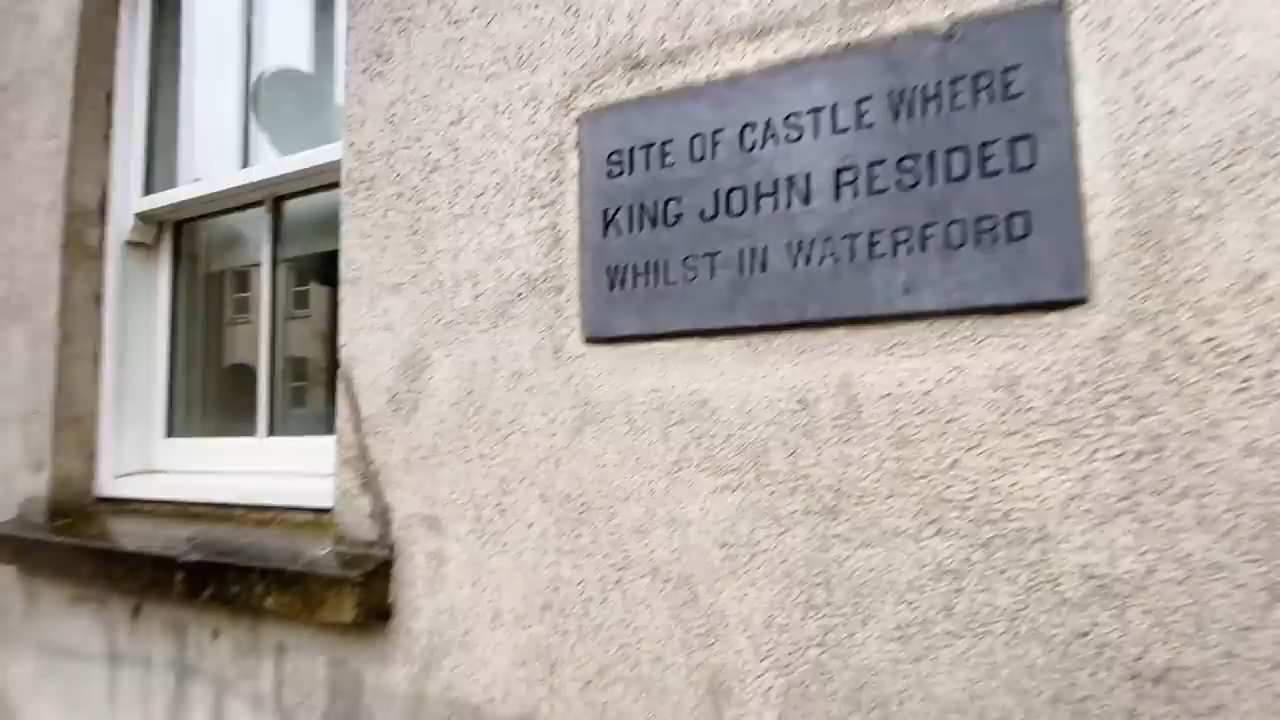 SITE OF CASTLE WHERE
KING JOHN RESIDED
WHILST IN WATERFORD